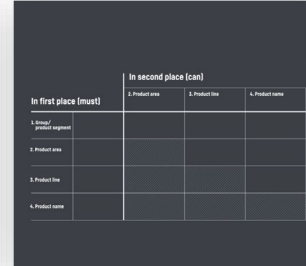 In second place (can)
In first place (must)
2. Product area
3. Product line
4. Product name
1. Group/
product segment
2. Product area
3. Product line
4. Product name